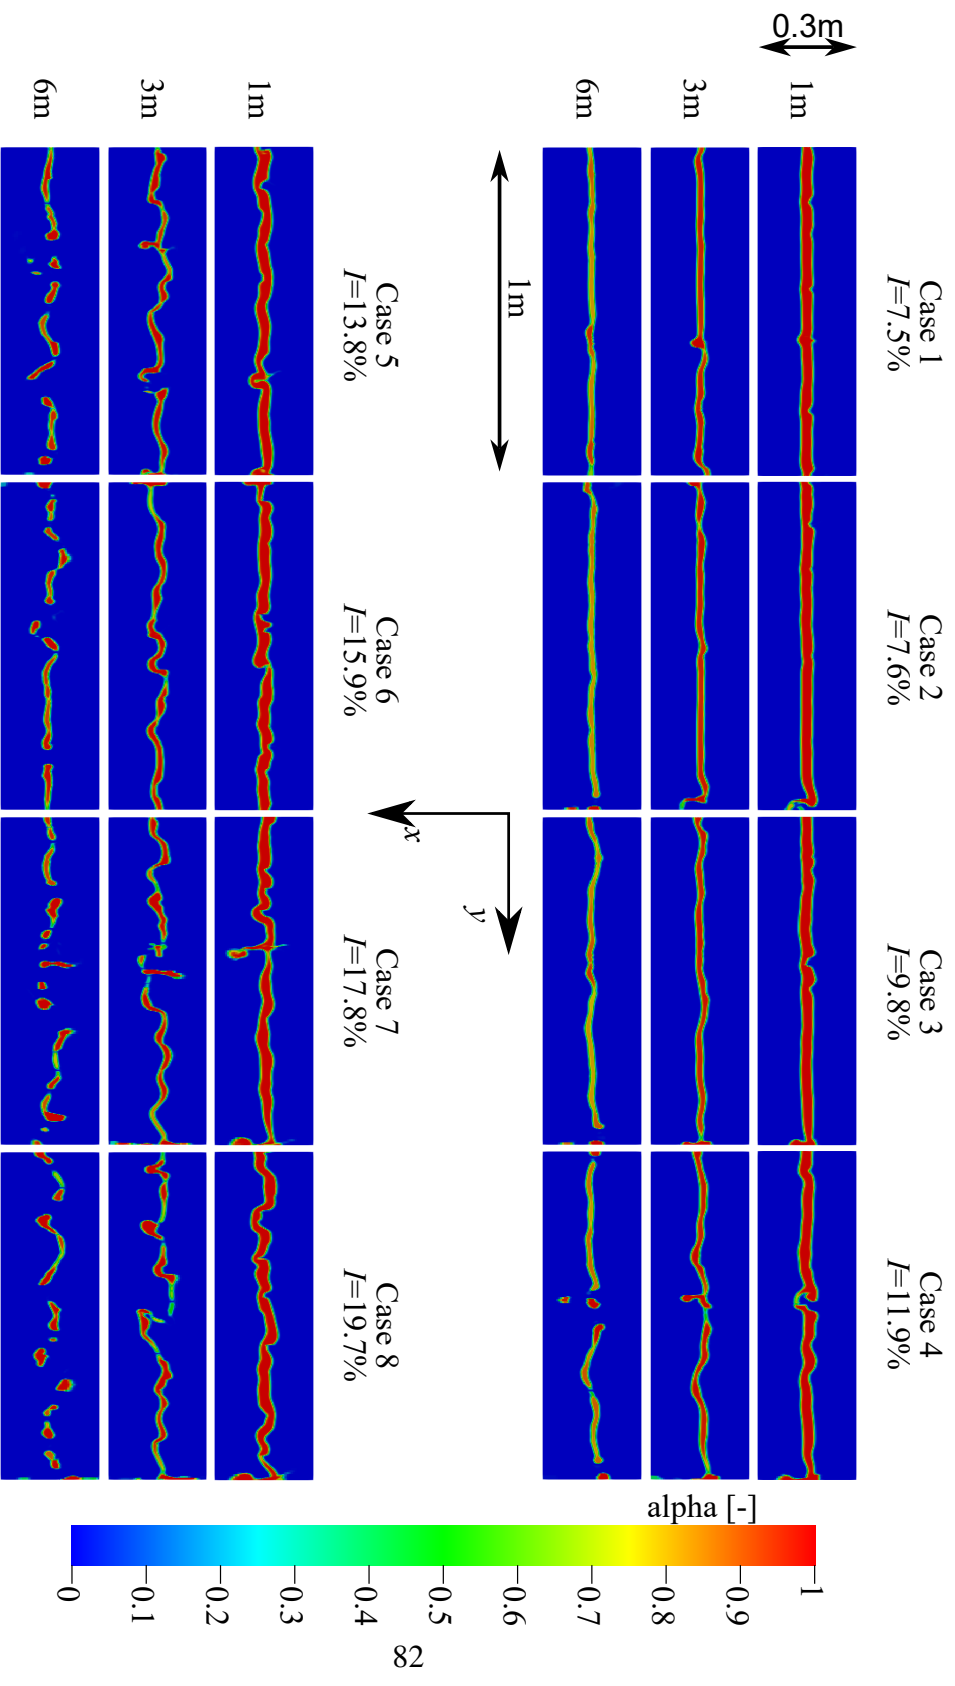 0.3m
1m
3m
6m
Case 1
I=7.5%
Case 2
I=7.6%
Case 3
I=9.8%
Case 4
I=11.9%
1m
x
y
1m
3m
6m
Case 5
I=13.8%
Case 6
I=15.9%
Case 7
I=17.8%
Case 8
I=19.7%
alpha [-]
0
0.1
0.2
0.3
0.4
0.5
0.6
0.7
0.8
0.9
1
82